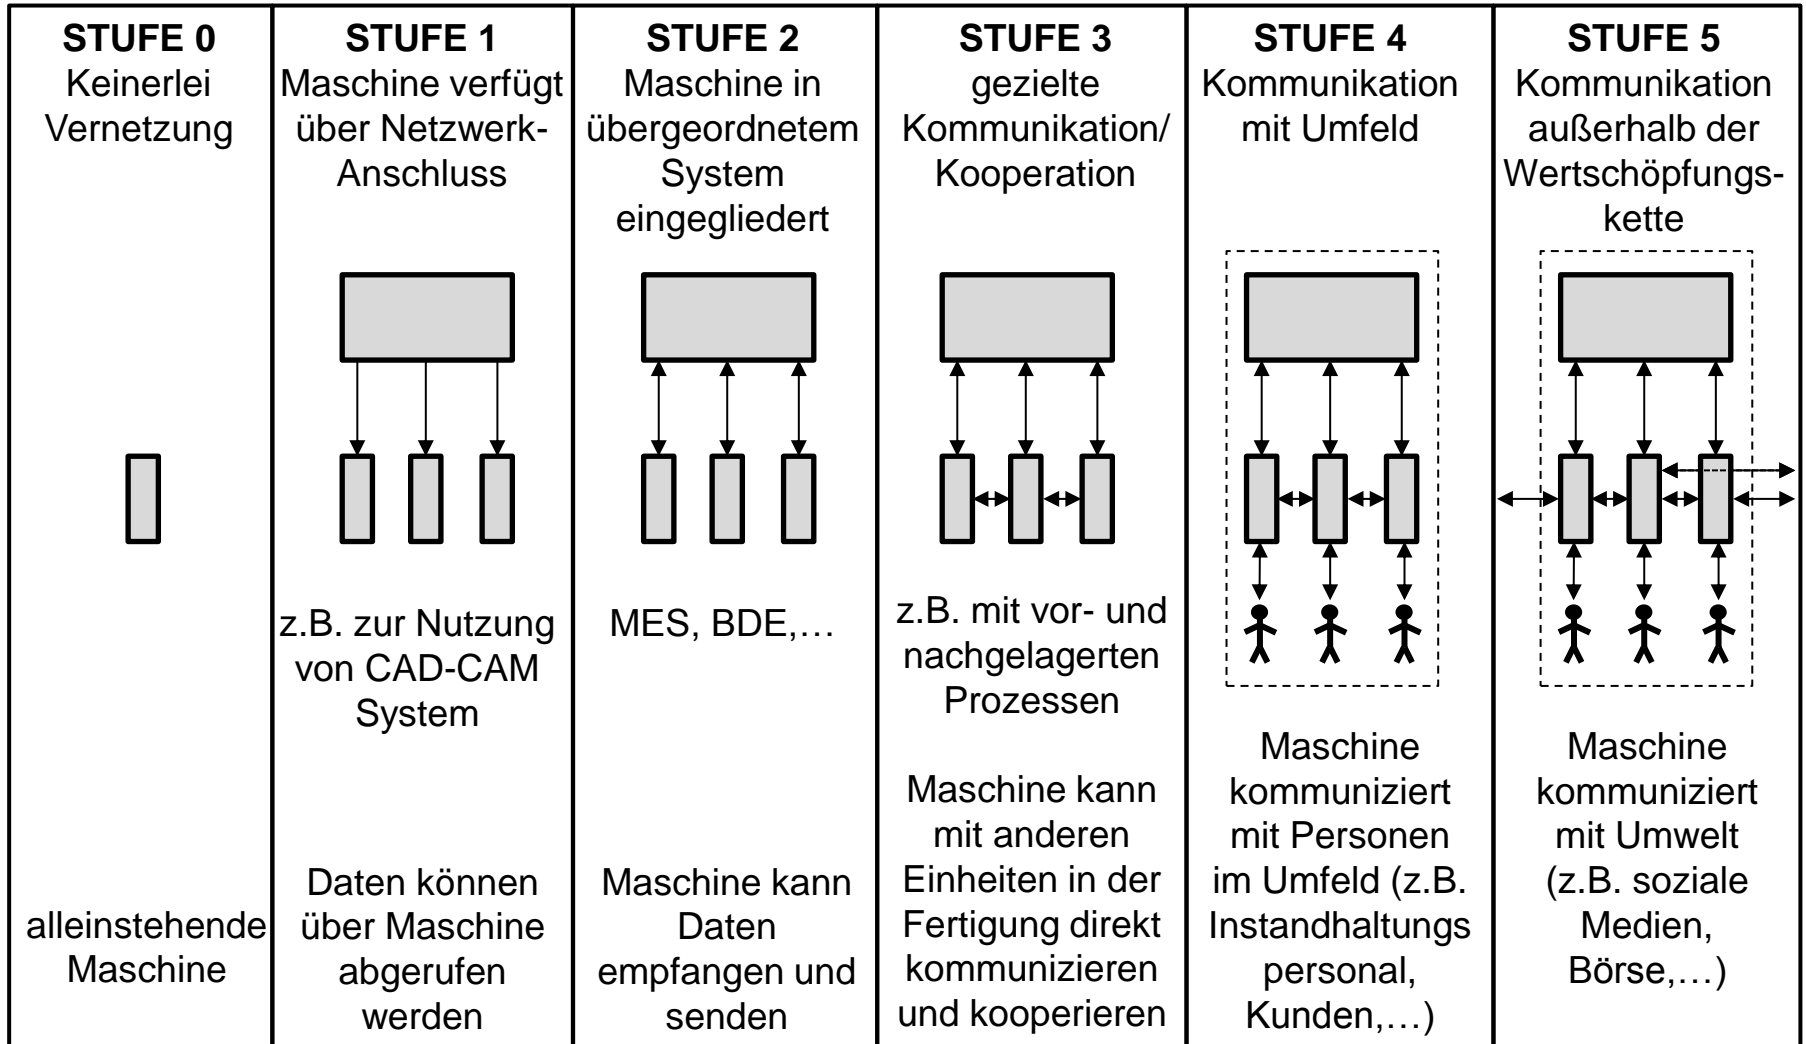 STUFE 0
Keinerlei
Vernetzung
alleinstehende
Maschine
STUFE 1
Maschine verfügt
über Netzwerk-
Anschluss
z.B. zur Nutzung
von CAD-CAM
System
Daten können
über Maschine
abgerufen
werden
STUFE 2
Maschine in
übergeordnetem
System
eingegliedert
MES, BDE,…
Maschine kann
Daten
empfangen und
senden
STUFE 3
gezielte
Kommunikation/
Kooperation
z.B. mit vor- und
nachgelagerten
Prozessen
Maschine kann
mit anderen
Einheiten in der
Fertigung direkt
kommunizieren
und kooperieren
STUFE 4
Kommunikation
mit Umfeld
Maschine
kommuniziert
mit Personen
im Umfeld (z.B.
Instandhaltungs
personal,
Kunden,…)
STUFE 5
Kommunikation
außerhalb der
Wertschöpfungs-
kette
Maschine
kommuniziert
mit Umwelt
(z.B. soziale
Medien,
Börse,…)